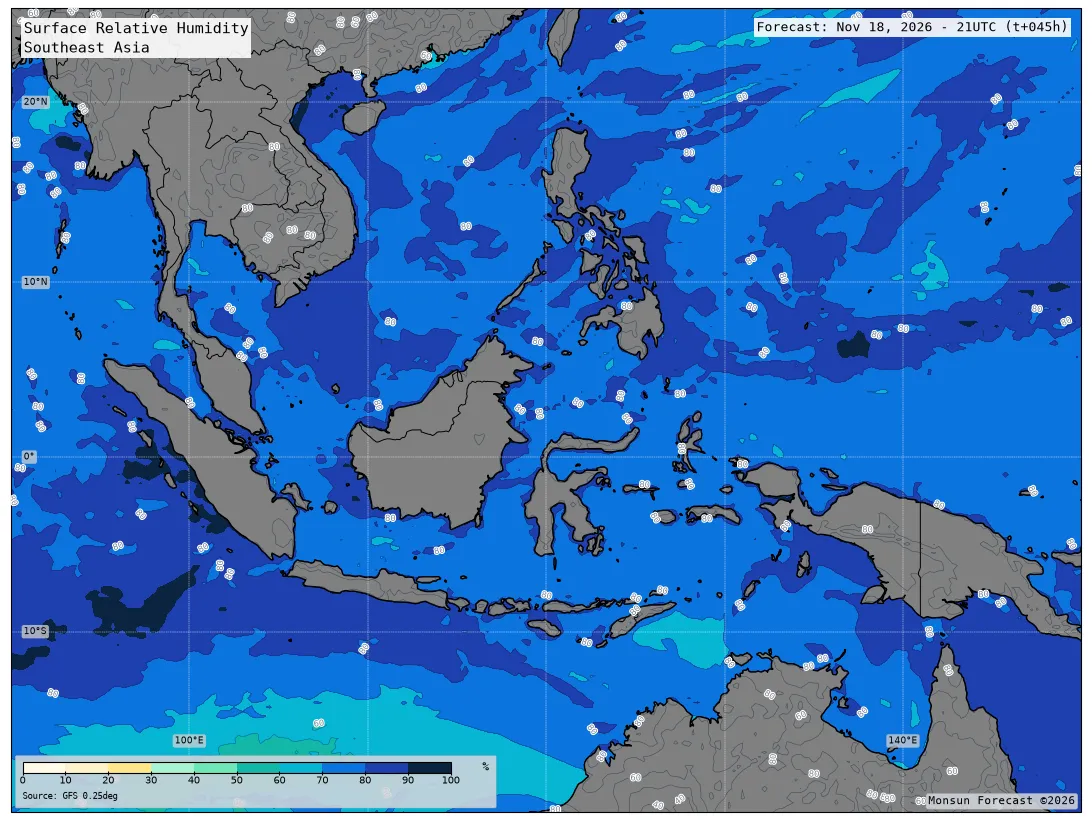 Surface Relative Humidity
Southeast Asia
Forecast: Nov 18, 2026 - 21UTC (t+045h)
20°N
10°N
0°
10°S
100°E
140°E
0 10 20 30 40 50 60 70 80 90 100 %
Source: GFS 0.25deg
Monsun Forecast ©2026